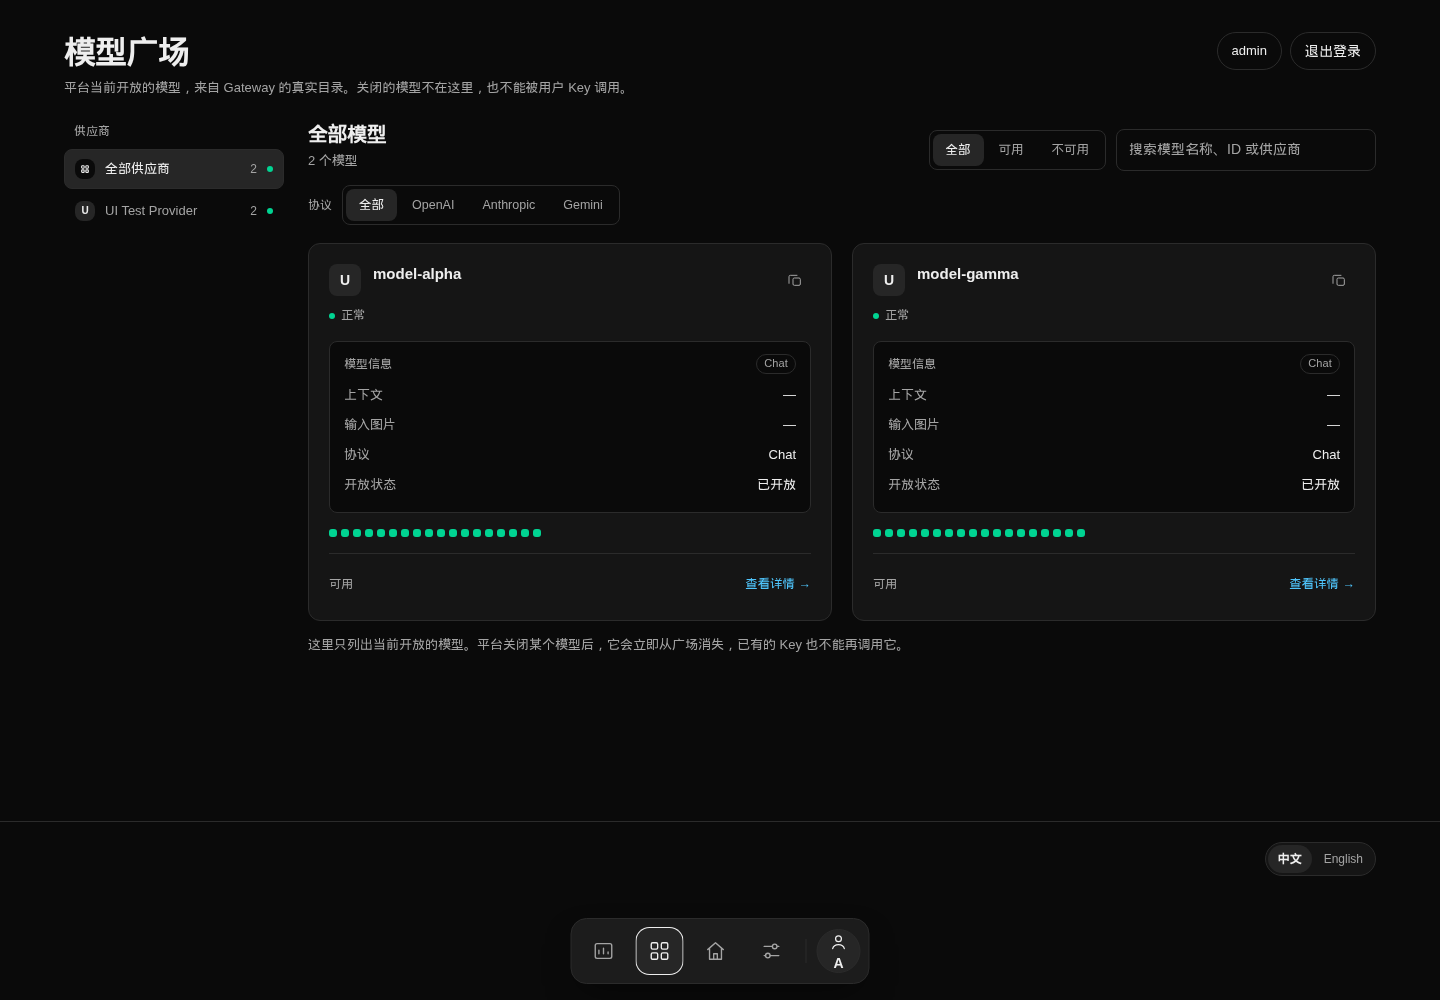 模型广场
admin
退出登录
平台当前开放的模型，来自 Gateway 的真实目录。关闭的模型不在这里，也不能被用户 Key 调用。
供应商
全部供应商 2
U UI Test Provider 2
全部模型
2 个模型
全部 可用 不可用
搜索模型名称、ID 或供应商
协议 全部 OpenAI Anthropic Gemini
U model-alpha
正常
模型信息 Chat
上下文 —
输入图片 —
协议 Chat
开放状态 已开放
可用 查看详情 →
U model-gamma
正常
模型信息 Chat
上下文 —
输入图片 —
协议 Chat
开放状态 已开放
可用 查看详情 →
这里只列出当前开放的模型。平台关闭某个模型后，它会立即从广场消失，已有的 Key 也不能再调用它。
中文 English
A